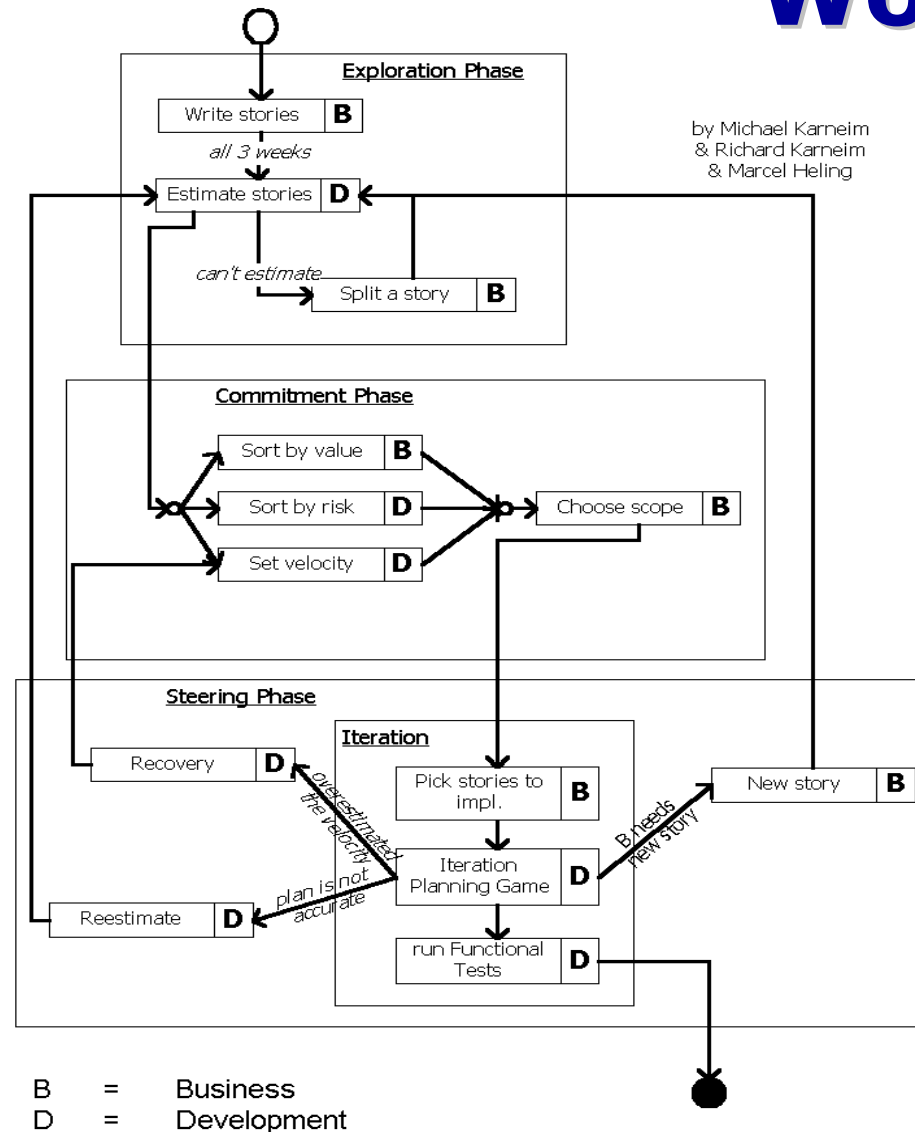 Exploration Phase
Write stories B
all 3 weeks
by Michael Karneim
& Richard Karneim
& Marcel Heling
Estimate stories D
can't estimate
Split a story B
Commitment Phase
Sort by value B
Sort by risk D
Choose scope B
Set velocity D
Steering Phase
Iteration
Recovery D
overestimated
the velocity
Pick stories to
impl. B
B needs
new story
New story B
Iteration
Planning Game D
plan is not
accurate
Reestimate D
run Functional
Tests D
B = Business
D = Development